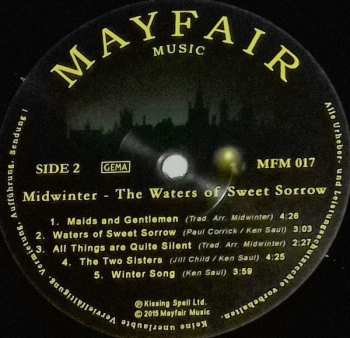 MAYFAIR
MUSIC
SIDE 2
GEMA
MFM 017
Midwinter - The Waters of Sweet Sorrow
1. Maids and Gentlemen (Trad. Arr. Midwinter) 4:26
2. Waters of Sweet Sorrow (Paul Corrick / Ken Saul) 3:03
3. All Things are Quite Silent (Trad. Arr. Midwinter) 2:27
4. The Two Sisters (Jill Child / Ken Saul) 4:25
5. Winter Song (Ken Saul) 3:59
℗ Kissing Spell Ltd.
© 2015 Mayfair Music
Alle Urheber- und Leistungsschutzrechte vorbehalten. Keine unerlaubte Vervielfältigung, Vermietung, Aufführung, Sendung!